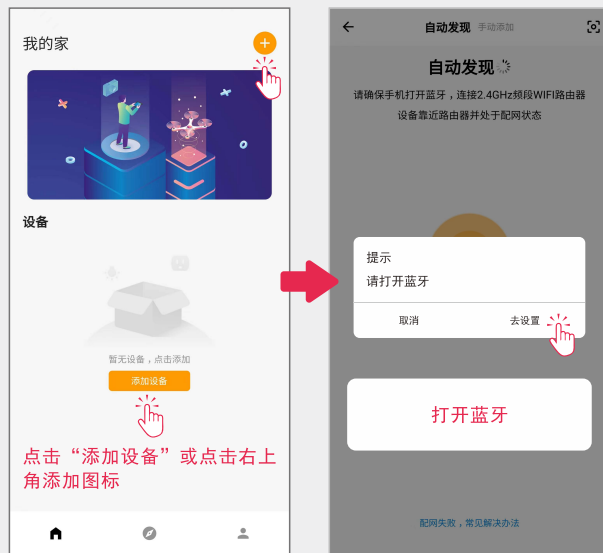 我的家
设备
暂无设备，点击添加
添加设备
点击“添加设备”或点击右上
角添加图标
自动发现 手动添加
自动发现
请确保手机打开蓝牙，连接2.4GHz频段WIFI路由器
设备靠近路由器并处于配网状态
提示
请打开蓝牙
取消 去设置
打开蓝牙
配网失败，常见解决办法